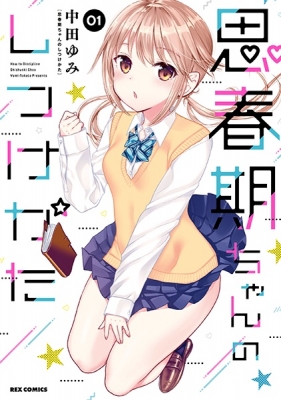 How to Discipline
Shishunki Chan
Yumi Nakata Presents
01
中田ゆみ
[思春期ちゃんのしつけかた]
思春期ちゃんの
しつけかた
REX COMICS